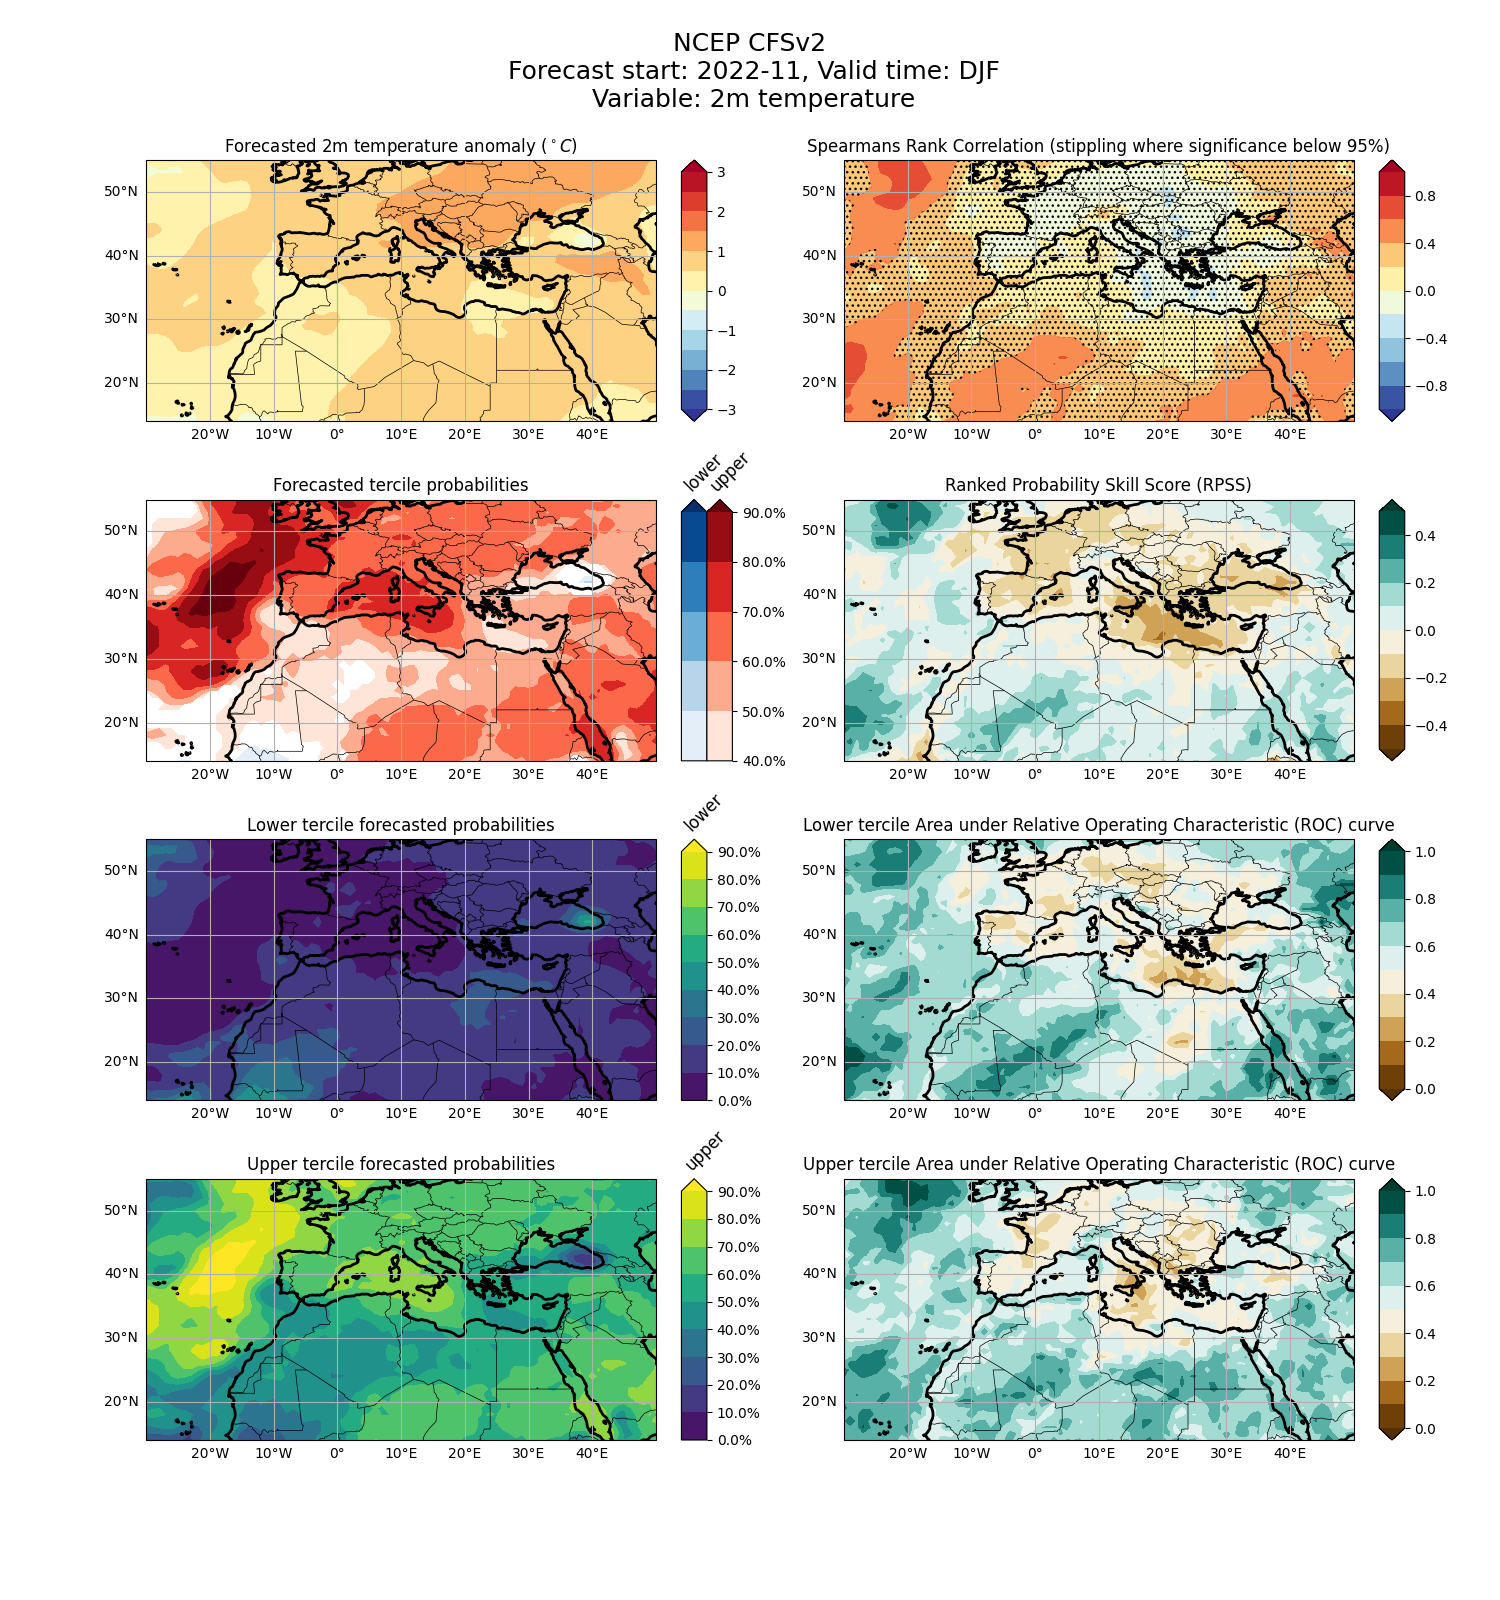 NCEP CFSv2
Forecast start: 2022-11, Valid time: DJF
Variable: 2m temperature
Forecasted 2m temperature anomaly (°C)
50°N
40°N
30°N
20°N
20°W 10°W 0° 10°E 20°E 30°E 40°E
3
2
1
0
−1
−2
−3
Spearmans Rank Correlation (stippling where significance below 95%)
50°N
40°N
30°N
20°N
20°W 10°W 0° 10°E 20°E 30°E 40°E
0.8
0.4
0.0
−0.4
−0.8
Forecasted tercile probabilities
50°N
40°N
30°N
20°N
20°W 10°W 0° 10°E 20°E 30°E 40°E
lower
upper
90.0%
80.0%
70.0%
60.0%
50.0%
40.0%
Ranked Probability Skill Score (RPSS)
50°N
40°N
30°N
20°N
20°W 10°W 0° 10°E 20°E 30°E 40°E
0.4
0.2
0.0
−0.2
−0.4
Lower tercile forecasted probabilities
50°N
40°N
30°N
20°N
20°W 10°W 0° 10°E 20°E 30°E 40°E
lower
90.0%
80.0%
70.0%
60.0%
50.0%
40.0%
30.0%
20.0%
10.0%
0.0%
Lower tercile Area under Relative Operating Characteristic (ROC) curve
50°N
40°N
30°N
20°N
20°W 10°W 0° 10°E 20°E 30°E 40°E
1.0
0.8
0.6
0.4
0.2
0.0
Upper tercile forecasted probabilities
50°N
40°N
30°N
20°N
20°W 10°W 0° 10°E 20°E 30°E 40°E
upper
90.0%
80.0%
70.0%
60.0%
50.0%
40.0%
30.0%
20.0%
10.0%
0.0%
Upper tercile Area under Relative Operating Characteristic (ROC) curve
50°N
40°N
30°N
20°N
20°W 10°W 0° 10°E 20°E 30°E 40°E
1.0
0.8
0.6
0.4
0.2
0.0